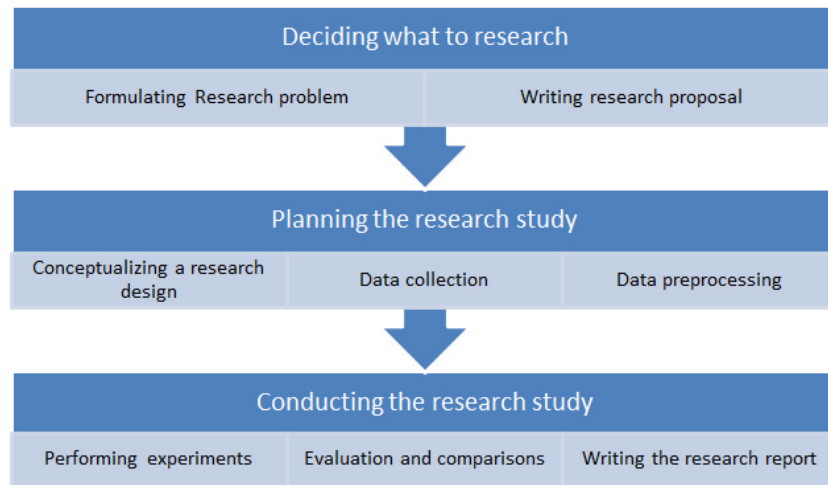 Deciding what to research
Formulating Research problem
Writing research proposal
Planning the research study
Conceptualizing a research
design
Data collection
Data preprocessing
Conducting the research study
Performing experiments
Evaluation and comparisons
Writing the research report